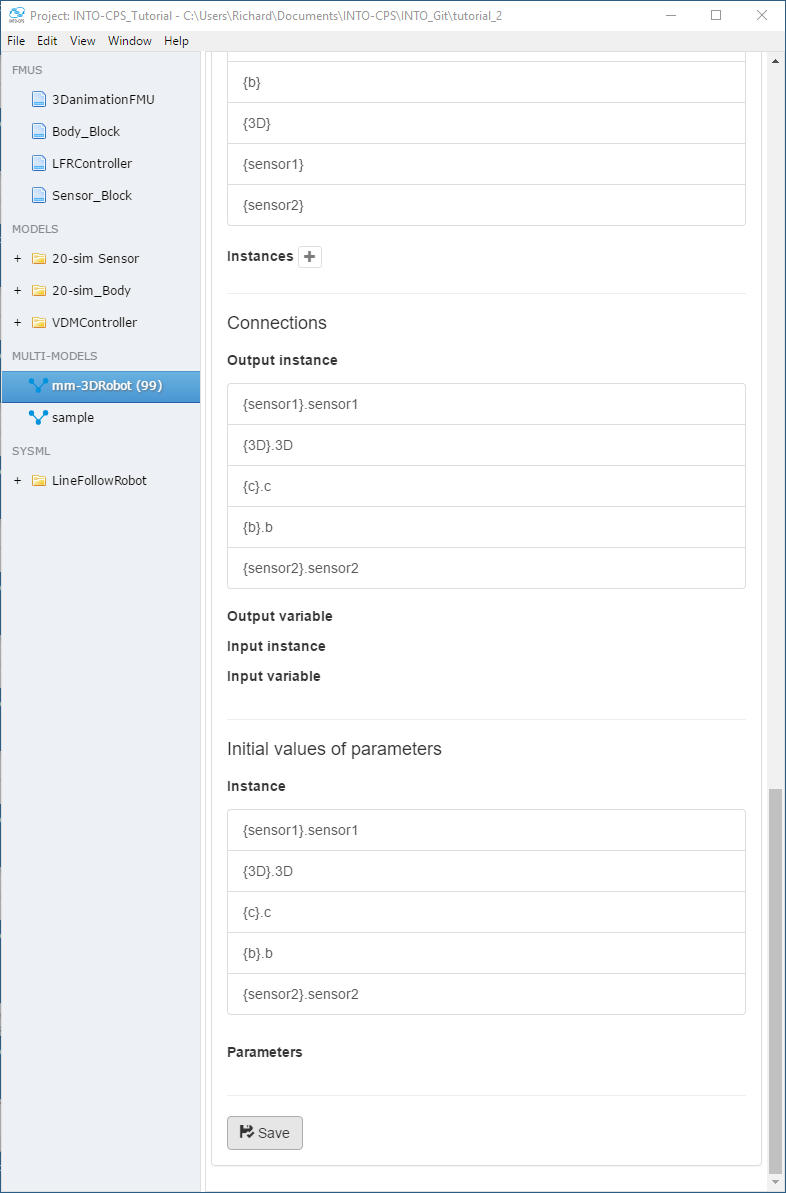 INTO-CPS
Project: INTO-CPS_Tutorial - C:\Users\Richard\Documents\INTO-CPS\INTO_Git\tutorial_2
File Edit View Window Help
FMUS
3DanimationFMU
Body_Block
LFRController
Sensor_Block
MODELS
+ 20-sim Sensor
+ 20-sim_Body
+ VDMController
MULTI-MODELS
mm-3DRobot (99)
sample
SYSML
+ LineFollowRobot
{b}
{3D}
{sensor1}
{sensor2}
Instances
Connections
Output instance
{sensor1}.sensor1
{3D}.3D
{c}.c
{b}.b
{sensor2}.sensor2
Output variable
Input instance
Input variable
Initial values of parameters
Instance
{sensor1}.sensor1
{3D}.3D
{c}.c
{b}.b
{sensor2}.sensor2
Parameters
Save